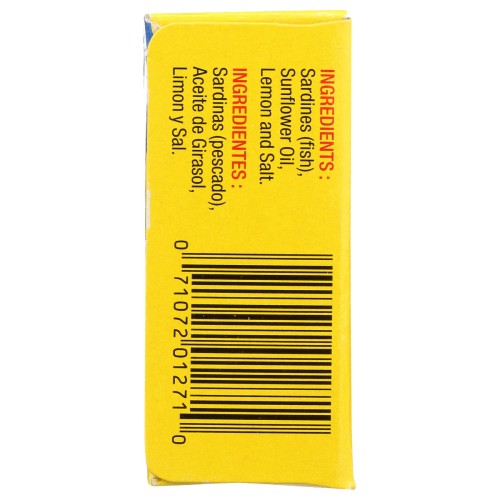 INGREDIENTS :
Sardines (fish),
Sunflower Oil,
Lemon and Salt.
INGREDIENTES :
Sardinas (pescado),
Aceite de Girasol,
Limon y Sal.
0 71072 01271 0